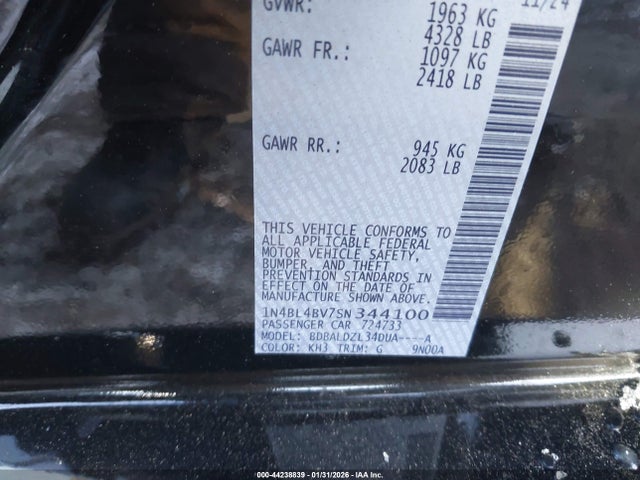 GVWR: 1963 KG 11/24
4328 LB
GAWR FR.: 1097 KG
2418 LB
GAWR RR.: 945 KG
2083 LB
THIS VEHICLE CONFORMS TO
ALL APPLICABLE FEDERAL
MOTOR VEHICLE SAFETY,
BUMPER, AND THEFT
PREVENTION STANDARDS IN
EFFECT ON THE DATE OF
MANUFACTURE SHOWN ABOVE.
1N4BL4BV7SN344100
PASSENGER CAR 724733
MODEL: BDBALDZL34DUA----A
COLOR: KH3 TRIM: G 9N00A
000-44238839 - 01/31/2026 - IAA Inc.